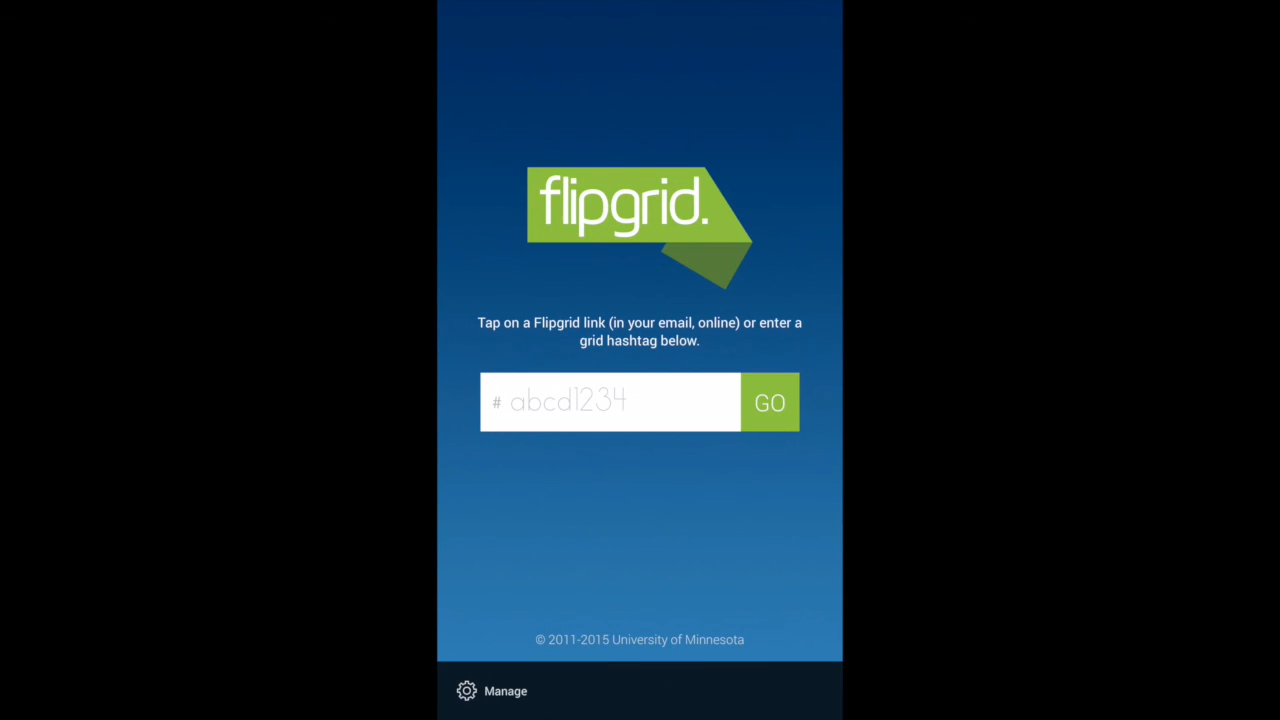 flipgrid.
Tap on a Flipgrid link (in your email, online) or enter a
grid hashtag below.
# abcd1234
GO
© 2011-2015 University of Minnesota
Manage